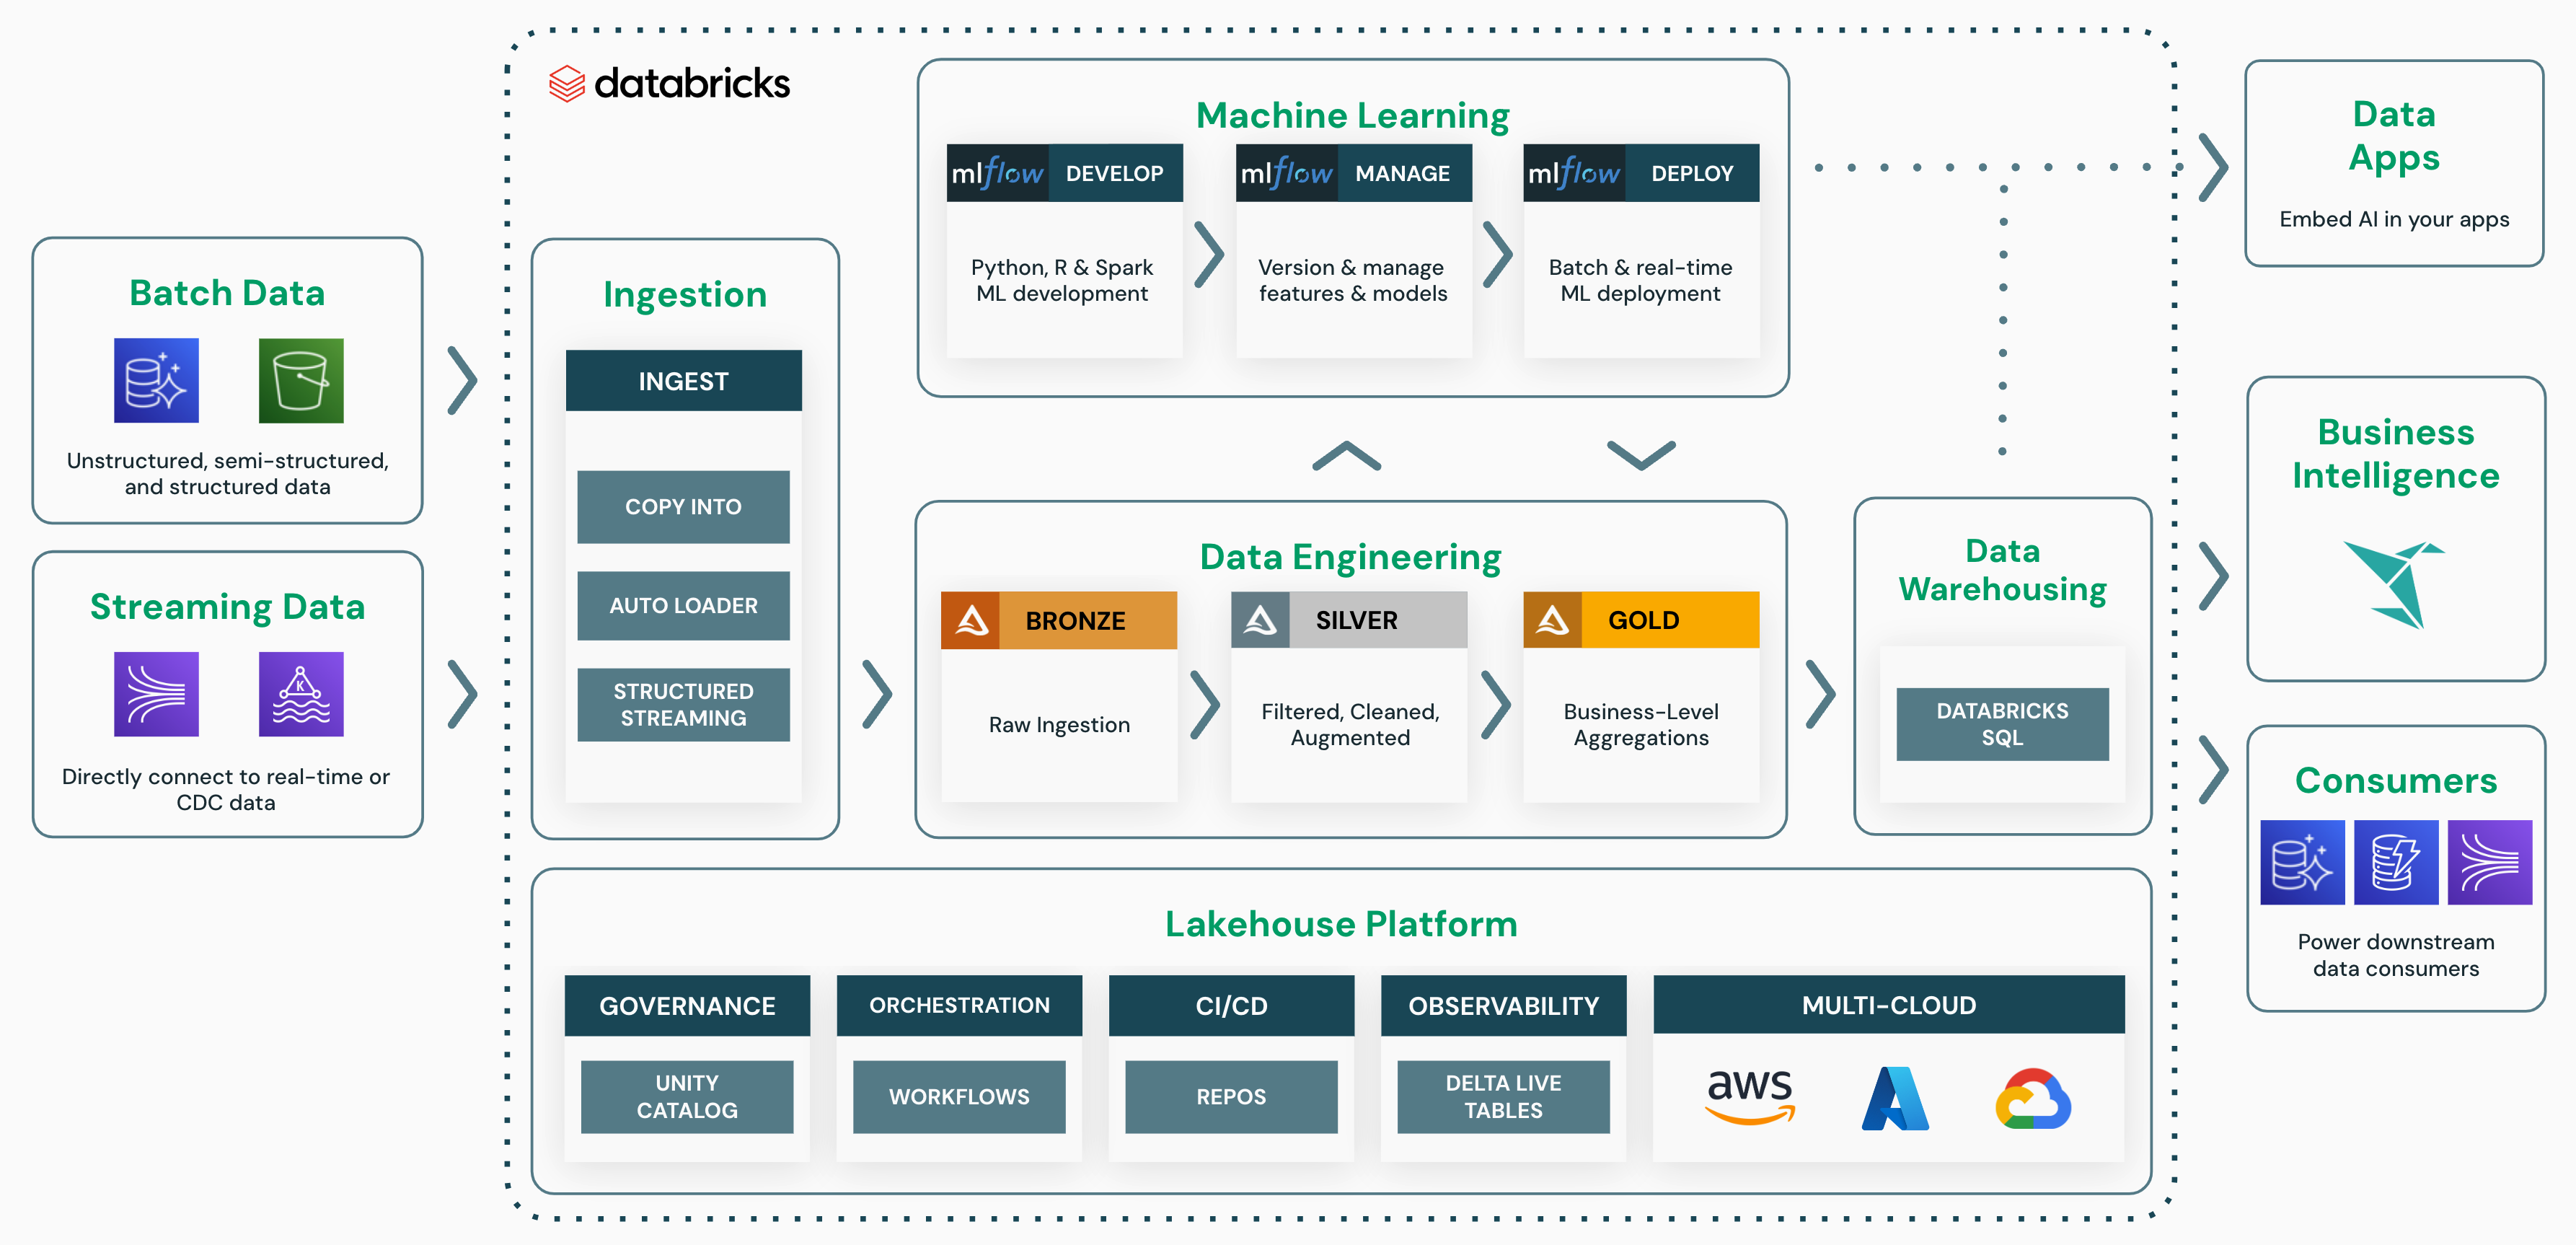 databricks
Batch Data
Unstructured, semi-structured,
and structured data
Streaming Data
K
Directly connect to real-time or
CDC data
Ingestion
INGEST
COPY INTO
AUTO LOADER
STRUCTURED
STREAMING
Machine Learning
mlflow DEVELOP
Python, R & Spark
ML development
mlflow MANAGE
Version & manage
features & models
mlflow DEPLOY
Batch & real-time
ML deployment
Data Engineering
BRONZE
Raw Ingestion
SILVER
Filtered, Cleaned,
Augmented
GOLD
Business-Level
Aggregations
Data
Warehousing
DATABRICKS
SQL
Lakehouse Platform
GOVERNANCE
UNITY
CATALOG
ORCHESTRATION
WORKFLOWS
CI/CD
REPOS
OBSERVABILITY
DELTA LIVE
TABLES
MULTI-CLOUD
aws
Data
Apps
Embed AI in your apps
Business
Intelligence
Consumers
Power downstream
data consumers